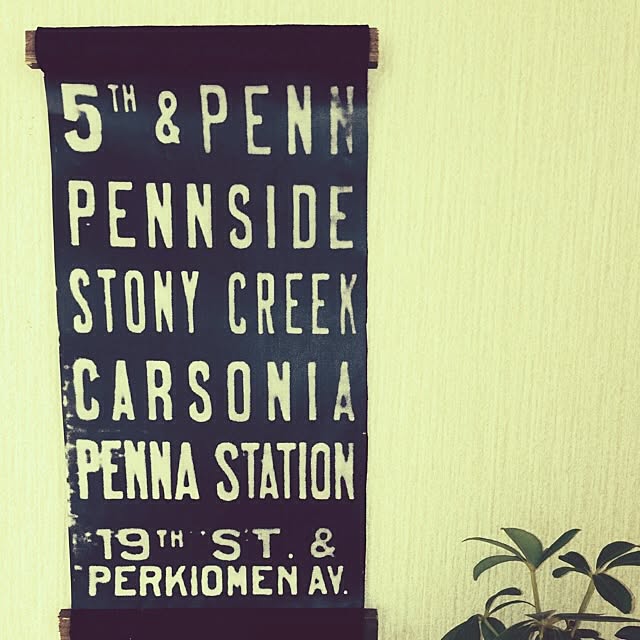 5TH & PENN
PENNSIDE
STONY CREEK
CARSONIA
PENNA STATION
19TH ST. &
PERKIOMEN AV.